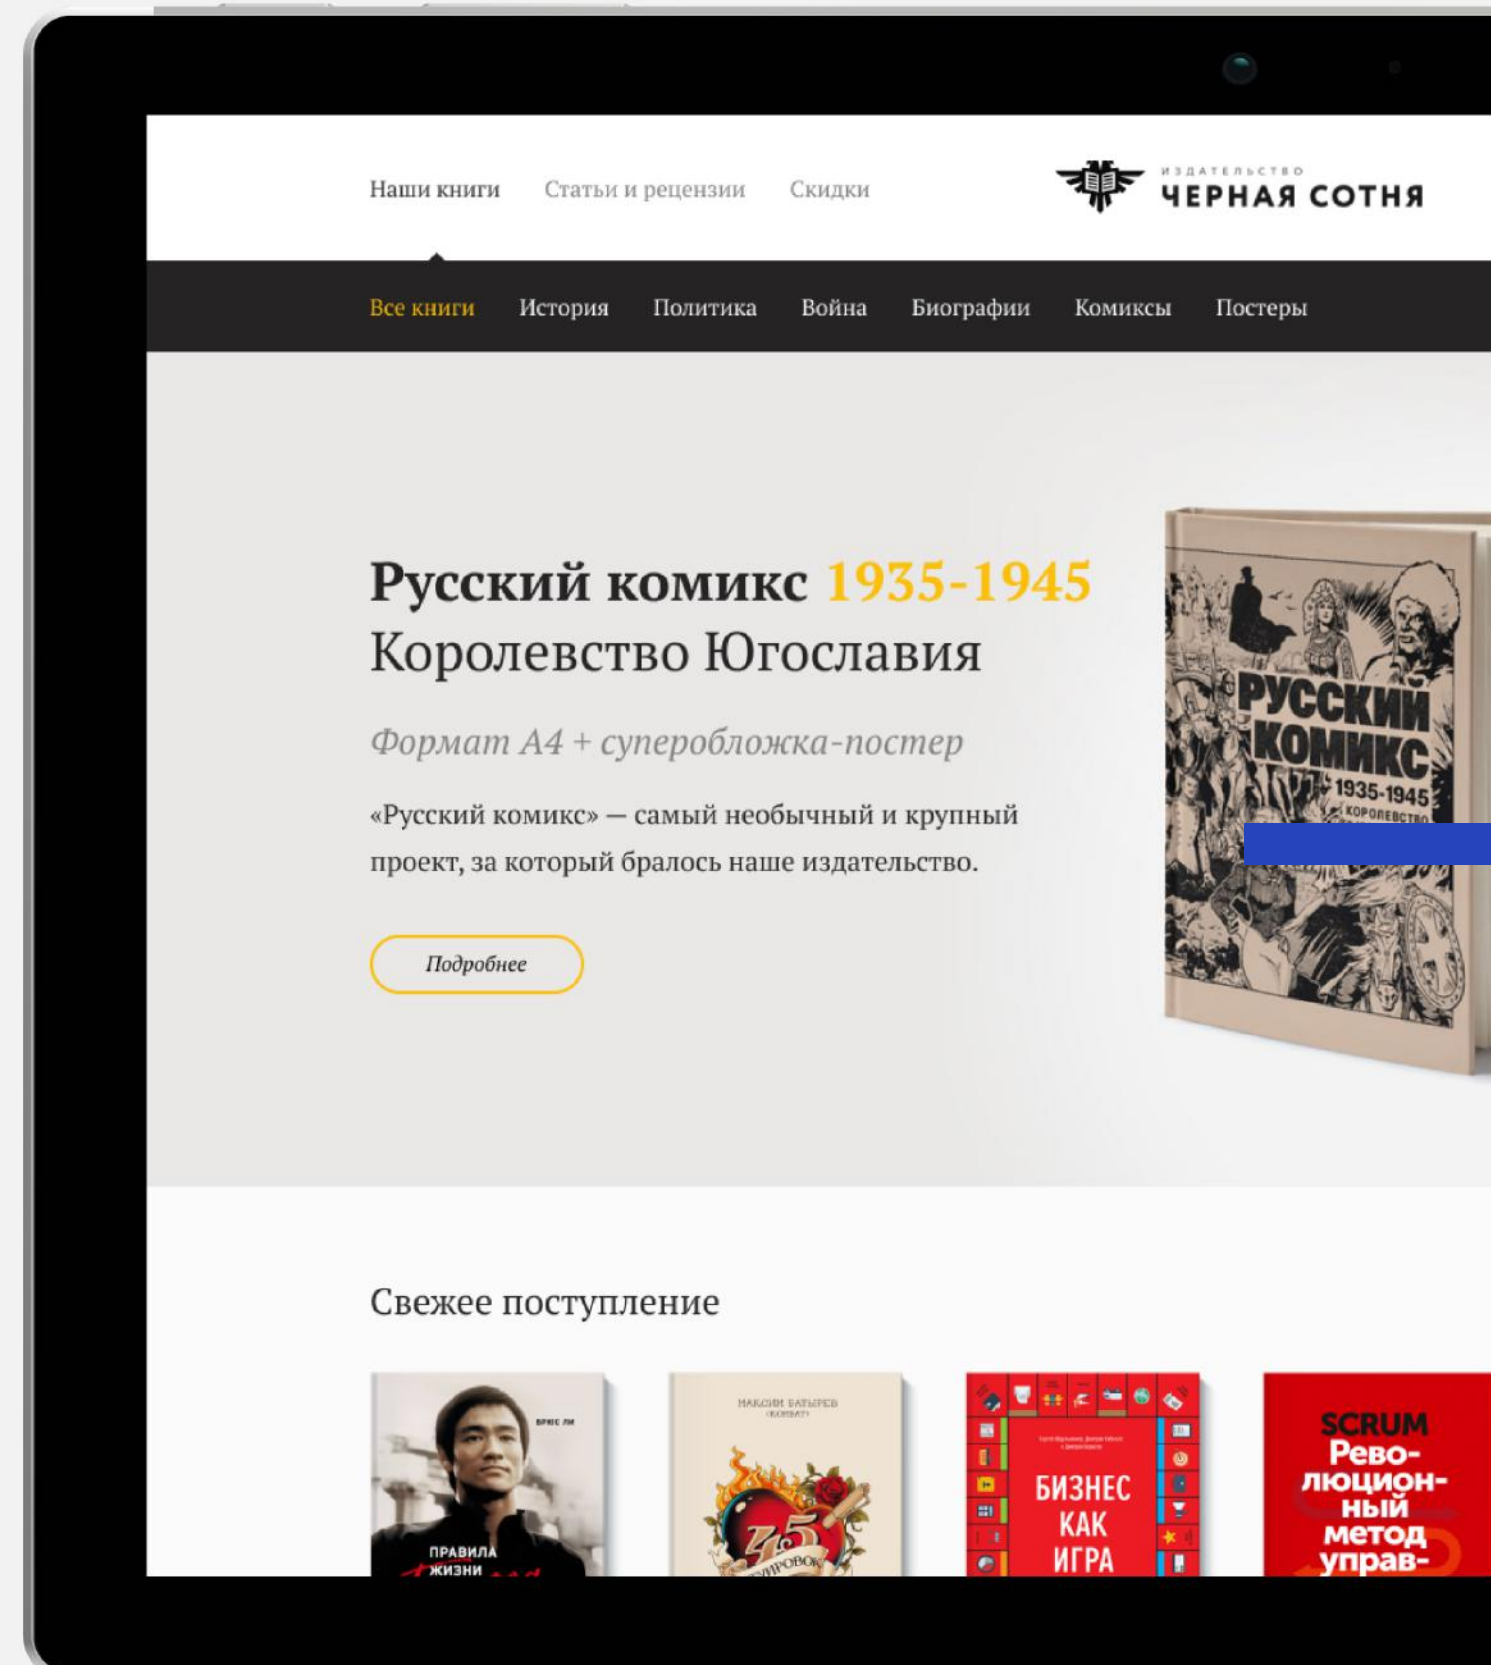 Наши книги
Статьи и рецензии
Скидки
ИЗДАТЕЛЬСТВО
ЧЕРНАЯ СОТНЯ
Все книги
История
Политика
Война
Биографии
Комиксы
Постеры
Русский комикс 1935-1945
Королевство Югославия
Формат А4 + суперобложка-постер
«Русский комикс» — самый необычный и крупный
проект, за который бралось наше издательство.
Подробнее
РУССКИЙ
КОМИКС
1935-1945
КОРОЛЕВСТВО
Свежее поступление
БРЮС ЛИ
ПРАВИЛА
ЖИЗНИ
МАКСИМ БАТЫРЕВ
(КОМБАТ)
45
БИЗНЕС
КАК
ИГРА
SCRUM
Рево-
люцион-
ный
метод
управ-